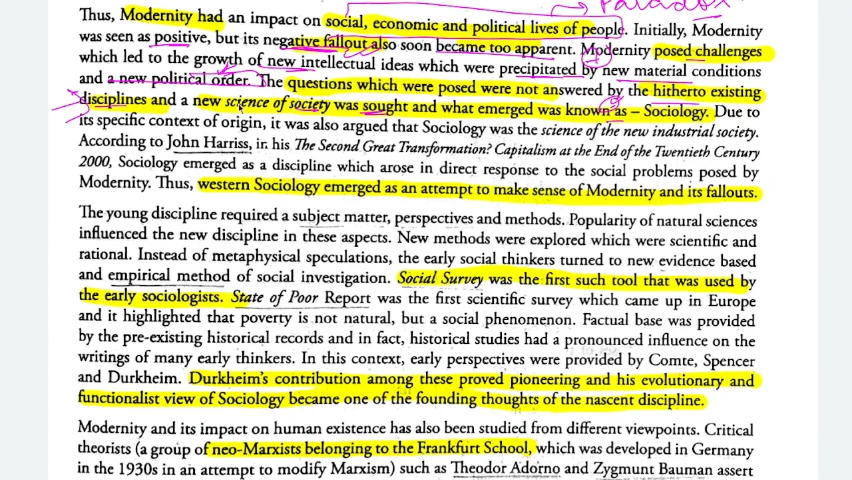 Paradox
Thus, Modernity had an impact on social, economic and political lives of people. Initially, Modernity
was seen as positive, but its negative fallout also soon became too apparent. Modernity posed challenges
which led to the growth of new intellectual ideas which were precipitated by new material conditions
and a new political order. The questions which were posed were not answered by the hitherto existing
disciplines and a new science of society was sought and what emerged was known as – Sociology. Due to
its specific context of origin, it was also argued that Sociology was the science of the new industrial society.
According to John Harriss, in his The Second Great Transformation? Capitalism at the End of the Twentieth Century
2000, Sociology emerged as a discipline which arose in direct response to the social problems posed by
Modernity. Thus, western Sociology emerged as an attempt to make sense of Modernity and its fallouts.
The young discipline required a subject matter, perspectives and methods. Popularity of natural sciences
influenced the new discipline in these aspects. New methods were explored which were scientific and
rational. Instead of metaphysical speculations, the early social thinkers turned to new evidence based
and empirical method of social investigation. Social Survey was the first such tool that was used by
the early sociologists. State of Poor Report was the first scientific survey which came up in Europe
and it highlighted that poverty is not natural, but a social phenomenon. Factual base was provided
by the pre-existing historical records and in fact, historical studies had a pronounced influence on the
writings of many early thinkers. In this context, early perspectives were provided by Comte, Spencer
and Durkheim. Durkheim's contribution among these proved pioneering and his evolutionary and
functionalist view of Sociology became one of the founding thoughts of the nascent discipline.
Modernity and its impact on human existence has also been studied from different viewpoints. Critical
theorists (a group of neo-Marxists belonging to the Frankfurt School, which was developed in Germany
in the 1930s in an attempt to modify Marxism) such as Theodor Adorno and Zygmunt Bauman assert